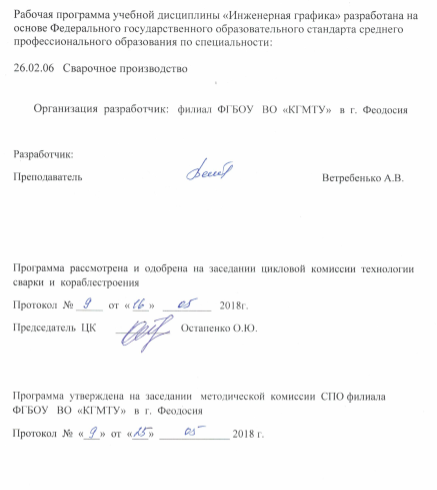 Рабочая программа учебной дисциплины «Инженерная графика» разработана на
основе Федерального государственного образовательного стандарта среднего
профессионального образования по специальности:
26.02.06 Сварочное производство
Организация разработчик: филиал ФГБОУ ВО «КГМТУ» в г. Феодосия
Разработчик:
Преподаватель Ветребенько А.В.
Программа рассмотрена и одобрена на заседании цикловой комиссии технологии
сварки и кораблестроения
Протокол № 9 от «16» 05 2018г.
Председатель ЦК Остапенко О.Ю.
Программа утверждена на заседании методической комиссии СПО филиала
ФГБОУ ВО «КГМТУ» в г. Феодосия
Протокол № «9» от «25» 05 2018 г.